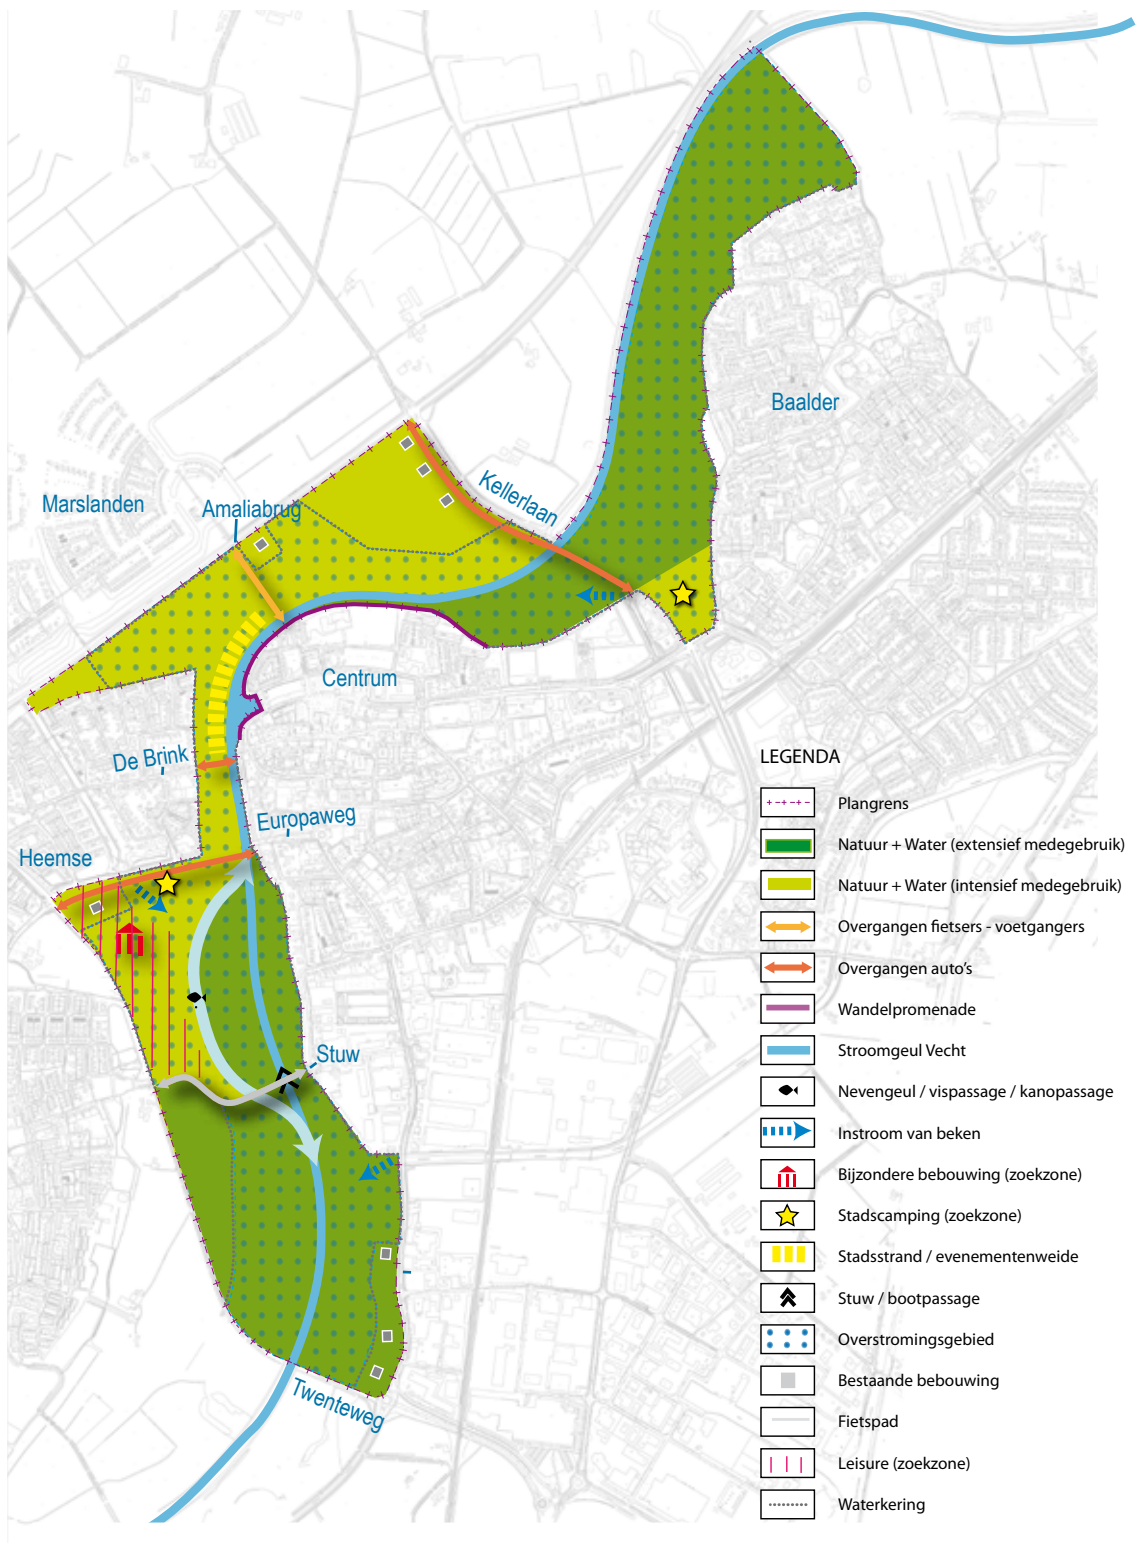 Baalder
Kellerlaan
Marslanden
Amaliabrug
Centrum
De Brink
Europaweg
Heemse
Stuw
Twenteweg
LEGENDA
Plangrens
Natuur + Water (extensief medegebruik)
Natuur + Water (intensief medegebruik)
Overgangen fietsers - voetgangers
Overgangen auto's
Wandelpromenade
Stroomgeul Vecht
Nevengeul / vispassage / kanopassage
Instroom van beken
Bijzondere bebouwing (zoekzone)
Stadscamping (zoekzone)
Stadsstrand / evenementenweide
Stuw / bootpassage
Overstromingsgebied
Bestaande bebouwing
Fietspad
Leisure (zoekzone)
Waterkering